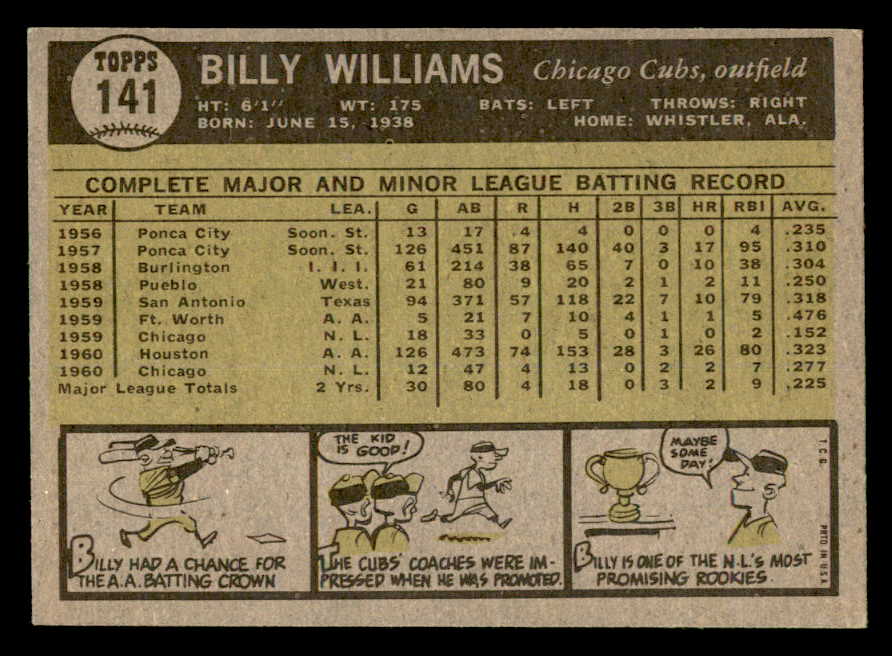 TOPPS
141
BILLY WILLIAMS Chicago Cubs, outfield
HT: 6'1" WT: 175 BATS: LEFT THROWS: RIGHT
BORN: JUNE 15, 1938 HOME: WHISTLER, ALA.
COMPLETE MAJOR AND MINOR LEAGUE BATTING RECORD
YEAR TEAM LEA. G AB R H 2B 3B HR RBI AVG.
1956 Ponca City Soon. St. 13 17 4 4 0 0 0 4 .235
1957 Ponca City Soon. St. 126 451 87 140 40 3 17 95 .310
1958 Burlington I. I. I. 61 214 38 65 7 0 10 38 .304
1958 Pueblo West. 21 80 9 20 2 1 2 11 .250
1959 San Antonio Texas 94 371 57 118 22 7 10 79 .318
1959 Ft. Worth A. A. 5 21 7 10 4 1 1 5 .476
1959 Chicago N. L. 18 33 0 5 0 1 0 2 .152
1960 Houston A. A. 126 473 74 153 28 3 26 80 .323
1960 Chicago N. L. 12 47 4 13 0 2 2 7 .277
Major League Totals 2 Yrs. 30 80 4 18 0 3 2 9 .225
BILLY HAD A CHANCE FOR
THE A.A. BATTING CROWN
THE KID
IS GOOD!
THE CUBS' COACHES WERE IM-
PRESSED WHEN HE WAS PROMOTED.
MAYBE
SOME
DAY!
BILLY IS ONE OF THE N.L.'S MOST
PROMISING ROOKIES.
T.C.G. PRTD. IN U.S.A.